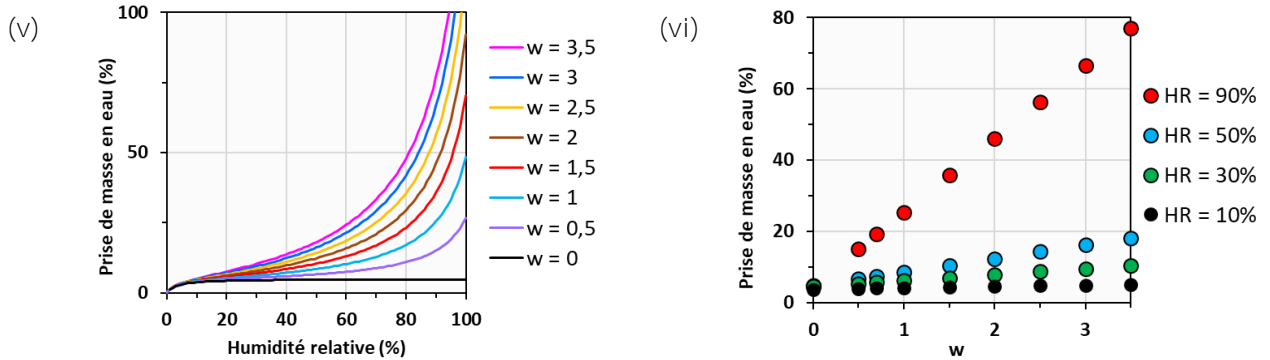 (v)
Prise de masse en eau (%)
100
50
0
0
20
40
60
80
100
Humidité relative (%)
w = 3,5
w = 3
w = 2,5
w = 2
w = 1,5
w = 1
w = 0,5
w = 0
(vi)
Prise de masse en eau (%)
80
60
40
20
0
0
1
2
3
w
HR = 90%
HR = 50%
HR = 30%
HR = 10%